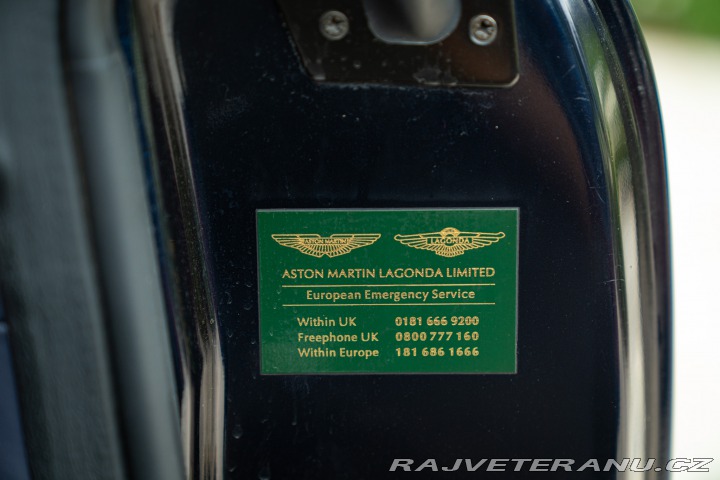 ASTON MARTIN
LAGONDA
ASTON MARTIN LAGONDA LIMITED
European Emergency Service
Within UK 0181 666 9200
Freephone UK 0800 777 160
Within Europe 181 686 1666
RAJVETERANU.CZ